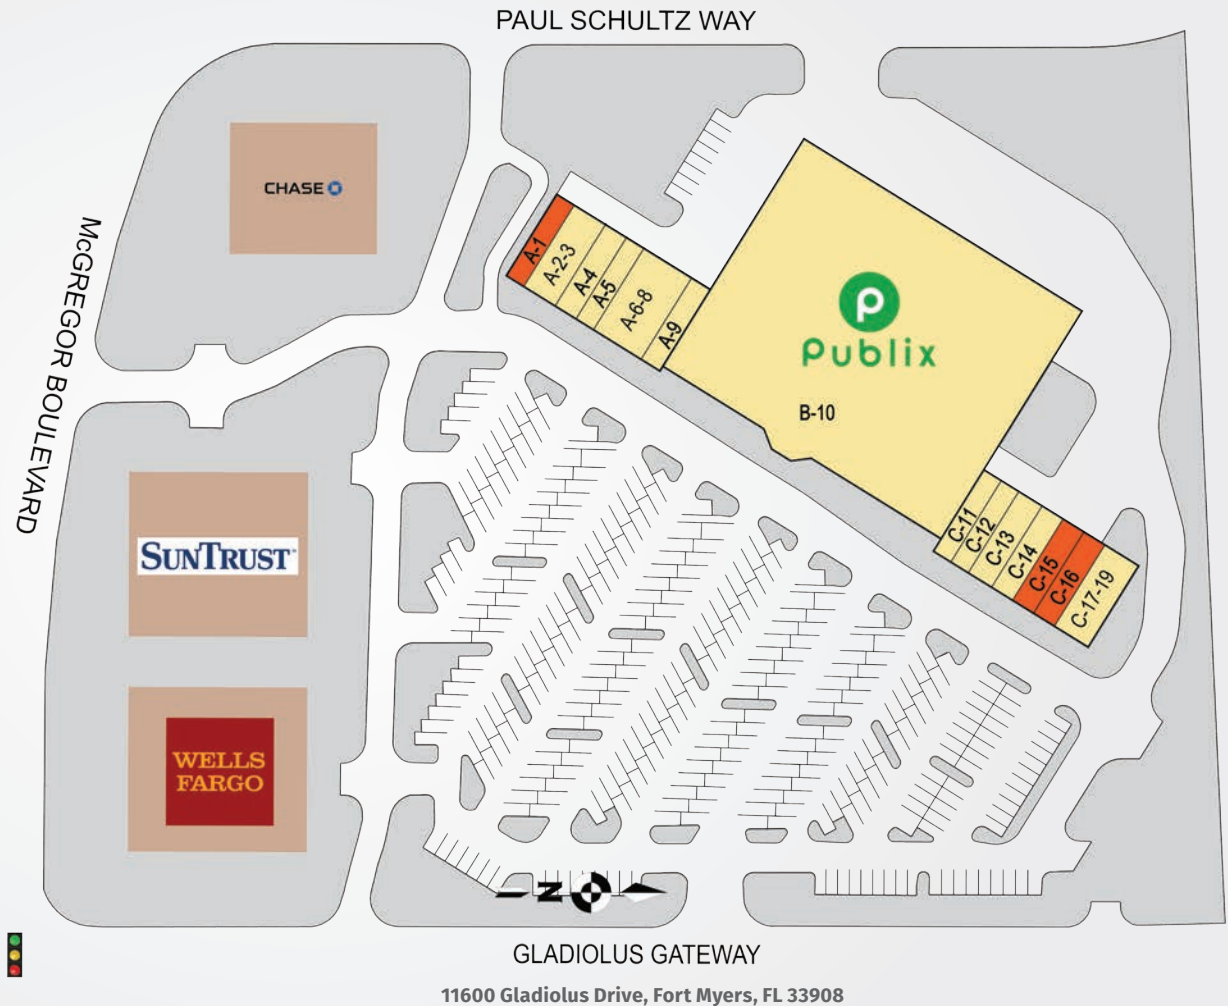 PAUL SCHULTZ WAY
CHASE
McGREGOR BOULEVARD
A-1
A-2-3
A-4
A-5
A-6-8
A-9
Publix
B-10
C-11
C-12
C-13
C-14
C-15
C-16
C-17-19
SUNTRUST
WELLS
FARGO
N
GLADIOLUS GATEWAY
11600 Gladiolus Drive, Fort Myers, FL 33908